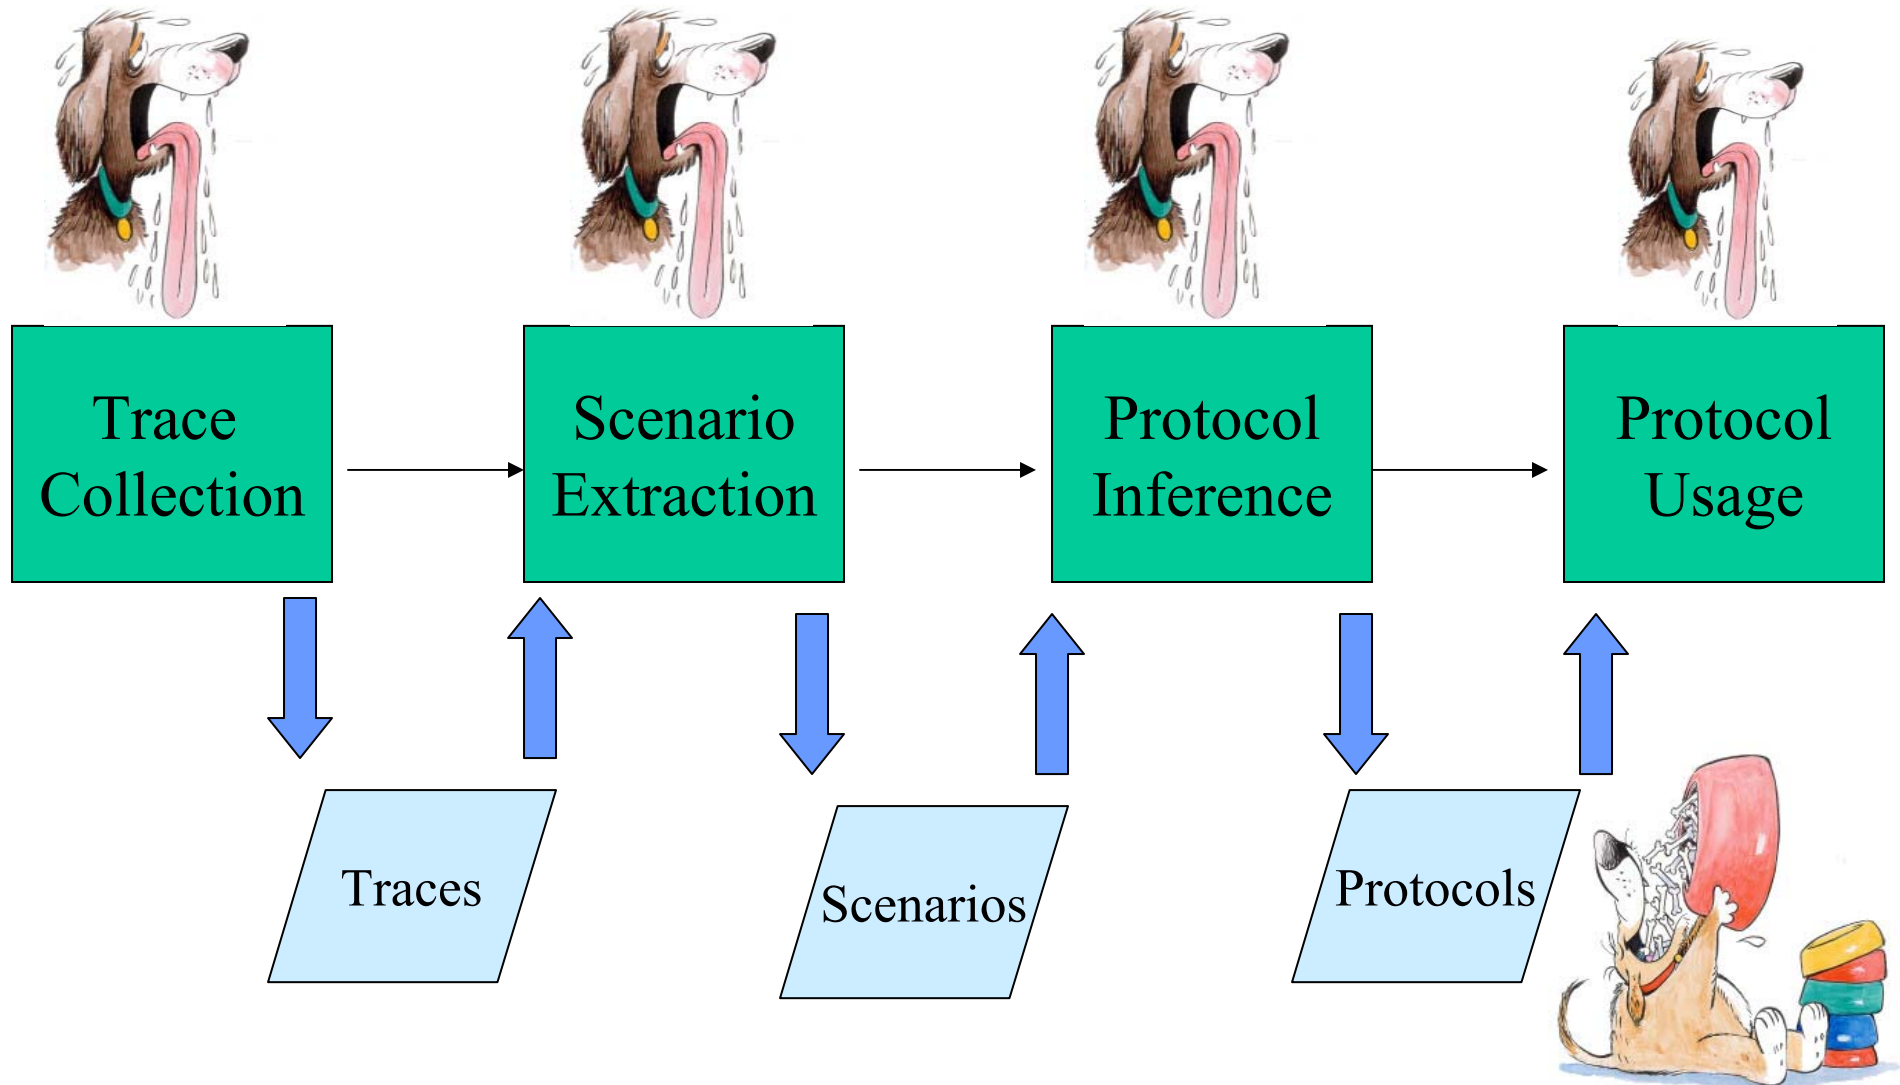 Trace
Collection
Scenario
Extraction
Protocol
Inference
Protocol
Usage
Traces
Scenarios
Protocols